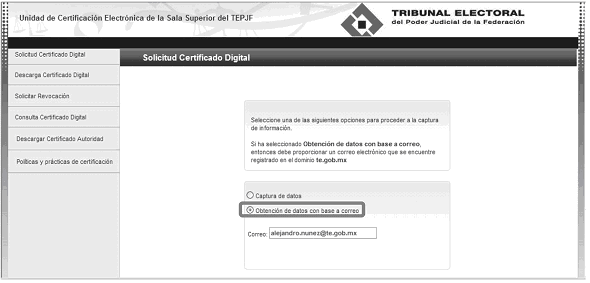 Unidad de Certificación Electrónica de la Sala Superior del TEPJF
TRIBUNAL ELECTORAL
del Poder Judicial de la Federación
Solicitud Certificado Digital
Solicitud Certificado Digital
Descarga Certificado Digital
Solicitar Revocación
Consulta Certificado Digital
Descargar Certificado Autoridad
Políticas y prácticas de certificación
Seleccione una de las siguientes opciones para proceder a la captura
de información.
Si ha seleccionado Obtención de datos con base a correo,
entonces debe proporcionar un correo electrónico que se encuentre
registrado en el dominio te.gob.mx
Captura de datos
Obtención de datos con base a correo
Correo: alejandro.nunez@te.gob.mx